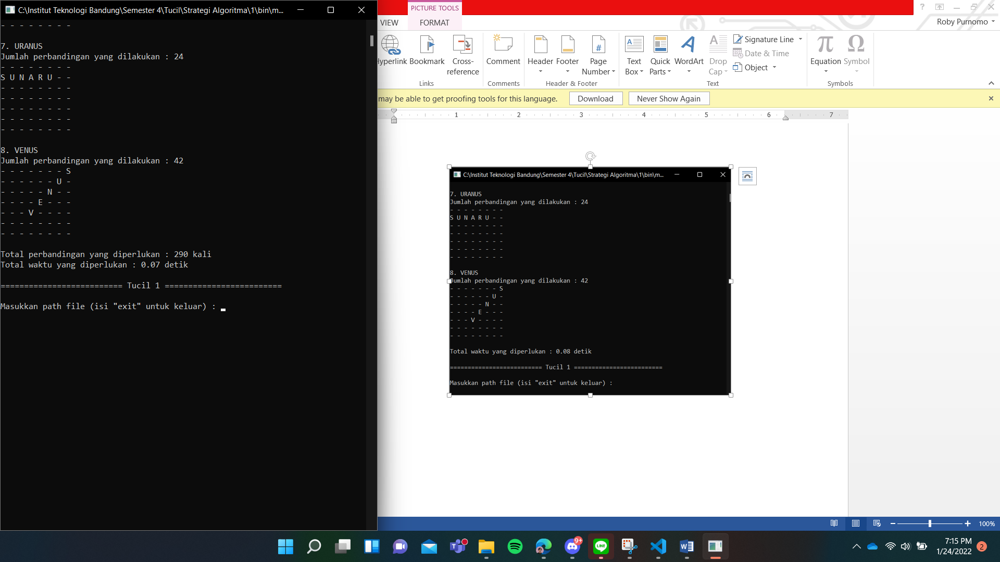 C:\Institut Teknologi Bandung\Semester 4\Tucil\Strategi Algoritma\1\bin\m...
- - - - - - - -
7. URANUS
Jumlah perbandingan yang dilakukan : 24
- - - - - - - -
S U N A R U - -
- - - - - - - -
- - - - - - - -
- - - - - - - -
- - - - - - - -
- - - - - - - -
8. VENUS
Jumlah perbandingan yang dilakukan : 42
- - - - - - - S
- - - - - - U -
- - - - - N - -
- - - - E - - -
- - - V - - - -
- - - - - - - -
- - - - - - - -
Total perbandingan yang diperlukan : 290 kali
Total waktu yang diperlukan : 0.07 detik
========================== Tucil 1 =========================
Masukkan path file (isi "exit" untuk keluar) :
PICTURE TOOLS
VIEW FORMAT
Roby Purnomo
Hyperlink Bookmark Cross-reference
Links
Comment
Comments
Header Footer Page Number
Header & Footer
Text Box Quick Parts WordArt Drop Cap
Signature Line
Date & Time
Object
Text
Equation Symbol
Symbols
may be able to get proofing tools for this language. Download Never Show Again
1 2 3 4 5 6 7
C:\Institut Teknologi Bandung\Semester 4\Tucil\Strategi Algoritma\1\bin\m...
7. URANUS
Jumlah perbandingan yang dilakukan : 24
- - - - - - - -
S U N A R U - -
- - - - - - - -
- - - - - - - -
- - - - - - - -
- - - - - - - -
- - - - - - - -
8. VENUS
Jumlah perbandingan yang dilakukan : 42
- - - - - - - S
- - - - - - U -
- - - - - N - -
- - - - E - - -
- - - V - - - -
- - - - - - - -
- - - - - - - -
Total waktu yang diperlukan : 0.08 detik
========================== Tucil 1 =========================
Masukkan path file (isi "exit" untuk keluar) :
100%
9+
LINE
7:15 PM
1/24/2022
2